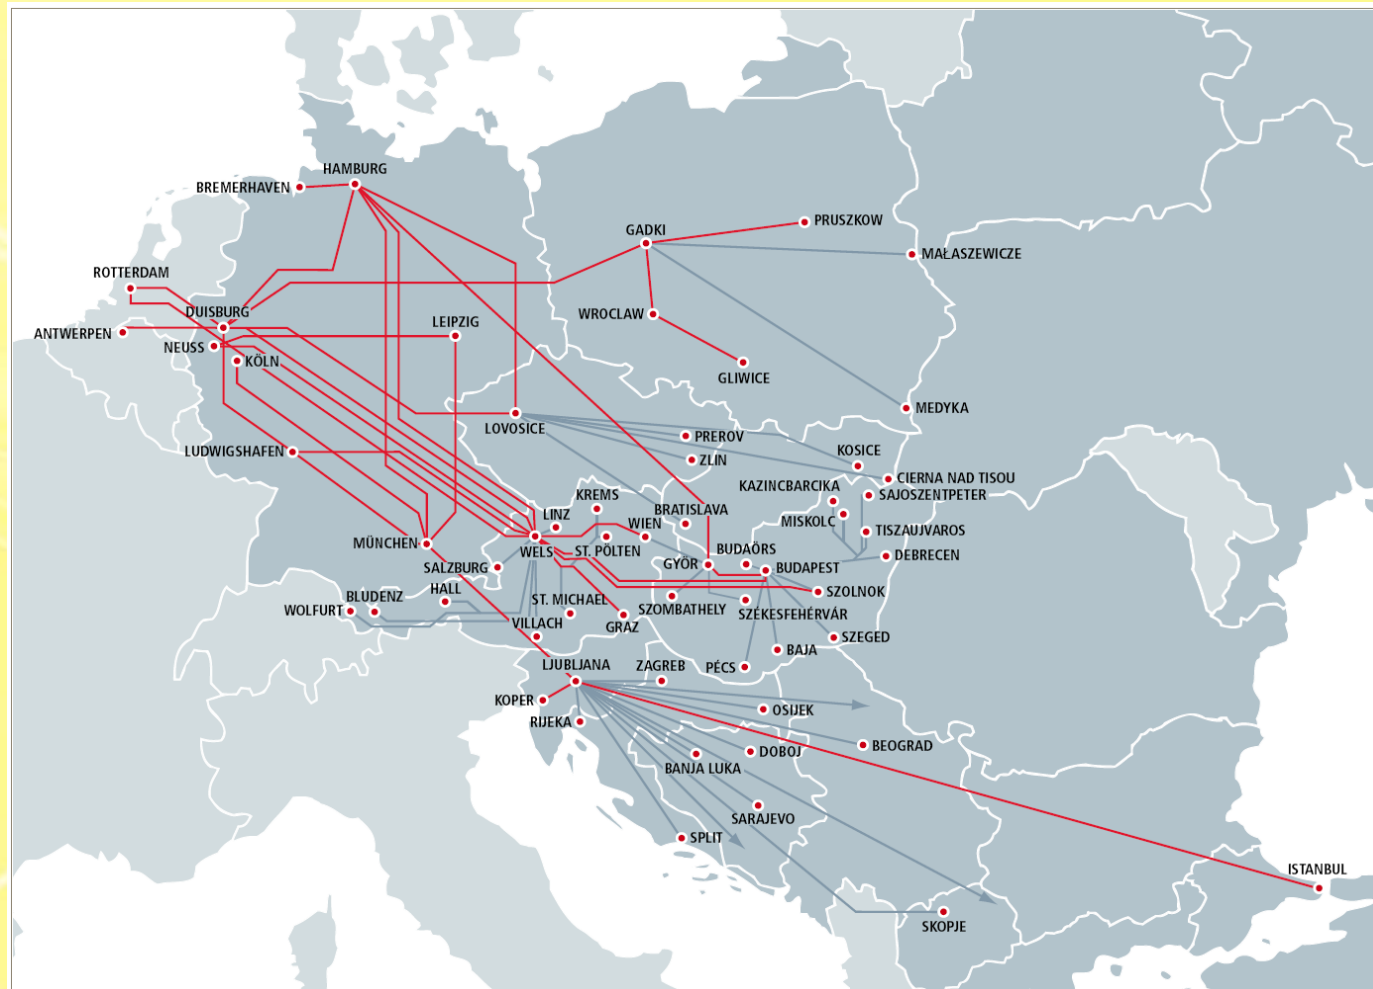 HAMBURG
BREMERHAVEN
PRUSZKOW
GADKI
MAŁASZEWICZE
ROTTERDAM
DUISBURG
WROCLAW
LEIPZIG
ANTWERPEN
NEUSS
KÖLN
GLIWICE
MEDYKA
LOVOSICE
PREROV
KOSICE
LUDWIGSHAFEN
ZLIN
CIERNA NAD TISOU
KAZINCBARCIKA
SAJOSZENTPETER
KREMS
BRATISLAVA
LINZ
WIEN
MISKOLC
TISZAUJVAROS
MÜNCHEN
WELS
ST. PÖLTEN
BUDAÖRS
DEBRECEN
SALZBURG
GYÖR
BUDAPEST
HALL
SZOLNOK
BLUDENZ
WOLFURT
ST. MICHAEL
SZOMBATHELY
SZÉKESFEHÉRVÁR
VILLACH
GRAZ
SZEGED
BAJA
LJUBLJANA
ZAGREB
PÉCS
KOPER
OSIJEK
RIJEKA
BEOGRAD
DOBOJ
BANJA LUKA
SARAJEVO
SPLIT
ISTANBUL
SKOPJE